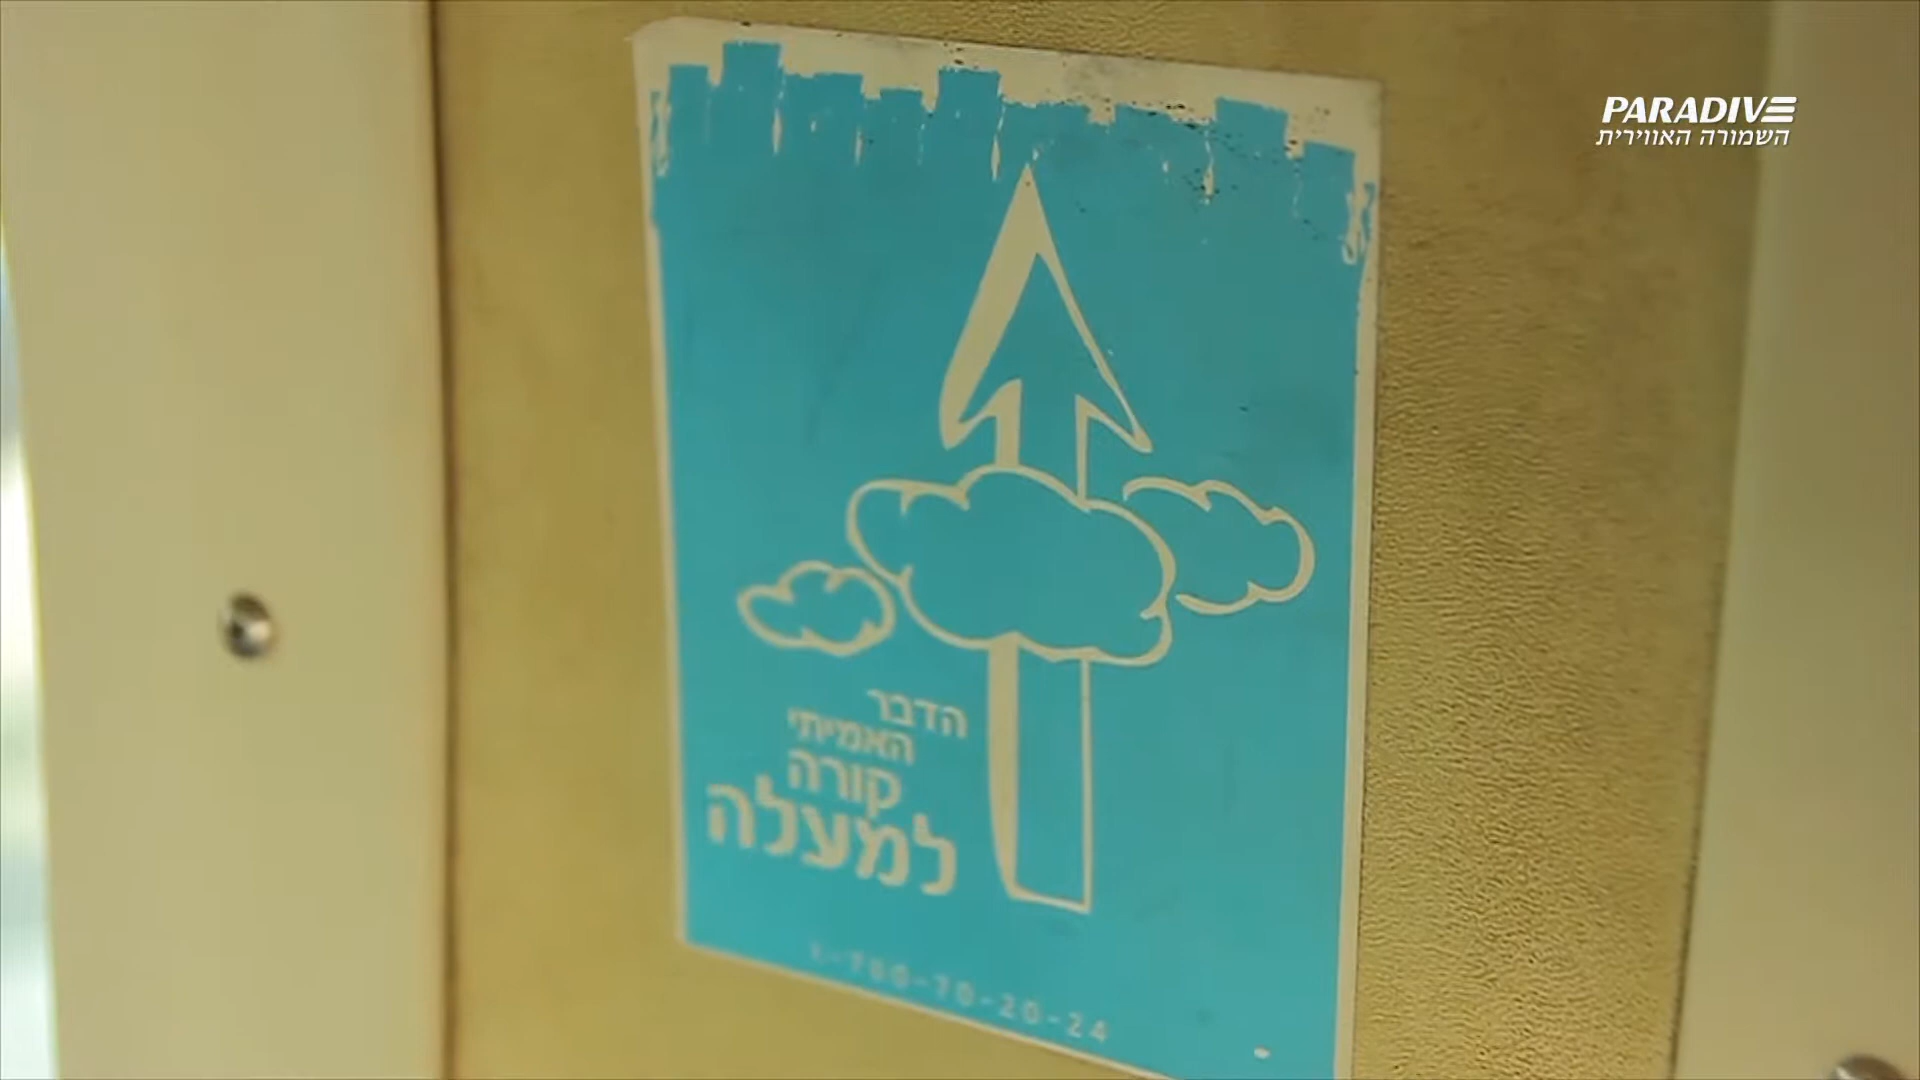 PARADIVE
השמורה האווירית
הדבר
האמיתי
קורה
למעלה
1-700-70-20-24